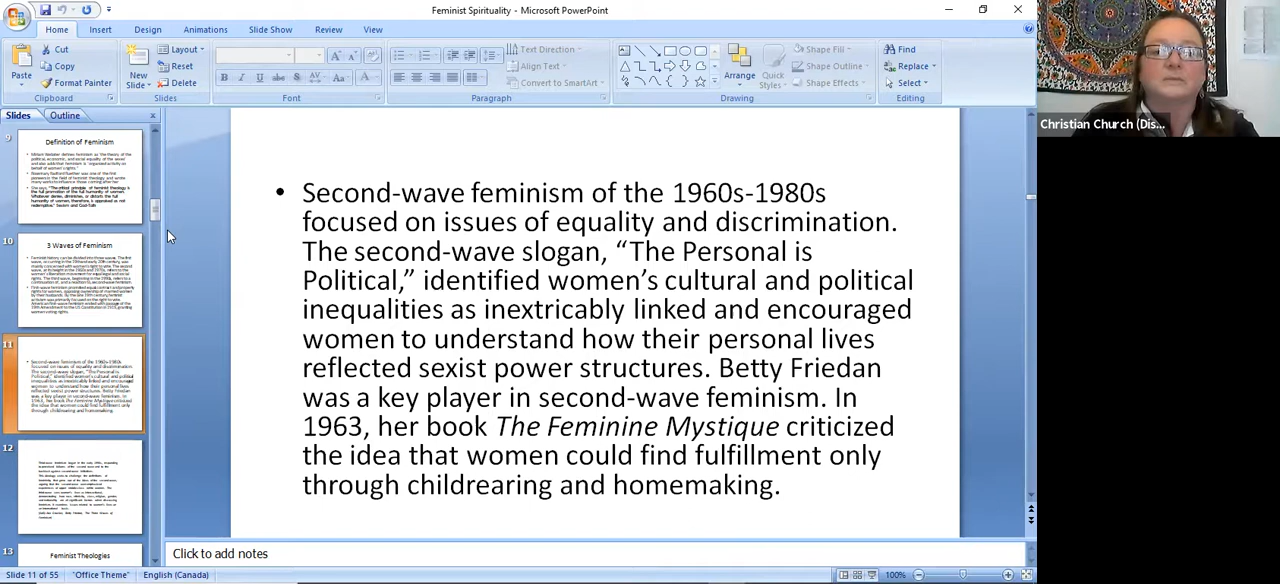 Feminist Spirituality - Microsoft PowerPoint
Home Insert Design Animations Slide Show Review View
Paste
Cut
Copy
Format Painter
Clipboard
New
Slide
Layout
Reset
Delete
Slides
Font
Paragraph
Text Direction
Align Text
Convert to SmartArt
Arrange
Quick
Styles
Shape Fill
Shape Outline
Shape Effects
Drawing
Find
Replace
Select
Editing
Christian Church (Dis...
Slides Outline
9
Definition of Feminism
10
3 Waves of Feminism
11
12
13
Feminist Theologies
• Second-wave feminism of the 1960s-1980s
focused on issues of equality and discrimination.
The second-wave slogan, “The Personal is
Political,” identified women’s cultural and political
inequalities as inextricably linked and encouraged
women to understand how their personal lives
reflected sexist power structures. Betty Friedan
was a key player in second-wave feminism. In
1963, her book The Feminine Mystique criticized
the idea that women could find fulfillment only
through childrearing and homemaking.
Click to add notes
Slide 11 of 55 "Office Theme" English (Canada) 100%